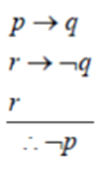 p → q
r → ¬q
r
∴ ¬p